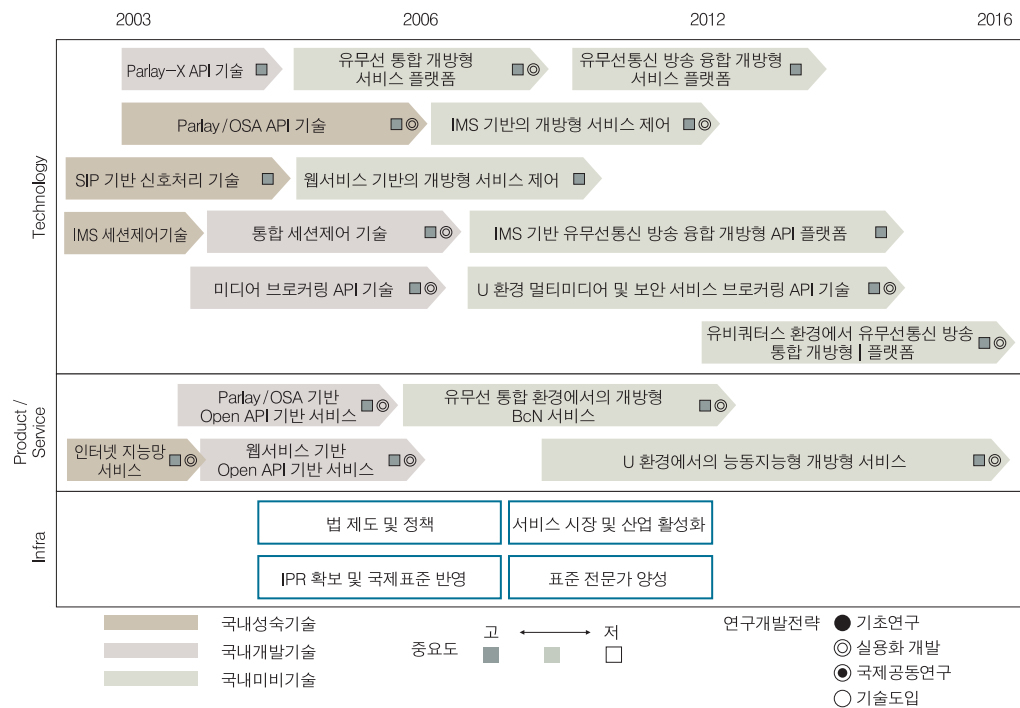 2003 2006 2012 2016
Technology
Parlay-X API 기술
유무선 통합 개방형
서비스 플랫폼
유무선통신 방송 융합 개방형
서비스 플랫폼
Parlay/OSA API 기술
IMS 기반의 개방형 서비스 제어
SIP 기반 신호처리 기술
웹서비스 기반의 개방형 서비스 제어
IMS 세션제어기술
통합 세션제어 기술
IMS 기반 유무선통신 방송 융합 개방형 API 플랫폼
미디어 브로커링 API 기술
U 환경 멀티미디어 및 보안 서비스 브로커링 API 기술
유비쿼터스 환경에서 유무선통신 방송
통합 개방형 | 플랫폼
Product /
Service
Parlay/OSA 기반
Open API 기반 서비스
유무선 통합 환경에서의 개방형
BcN 서비스
인터넷 지능망
서비스
웹서비스 기반
Open API 기반 서비스
U 환경에서의 능동지능형 개방형 서비스
Infra
법 제도 및 정책
서비스 시장 및 산업 활성화
IPR 확보 및 국제표준 반영
표준 전문가 양성
국내성숙기술
국내개발기술
국내미비기술
중요도
고 저
연구개발전략
기초연구
실용화 개발
국제공동연구
기술도입